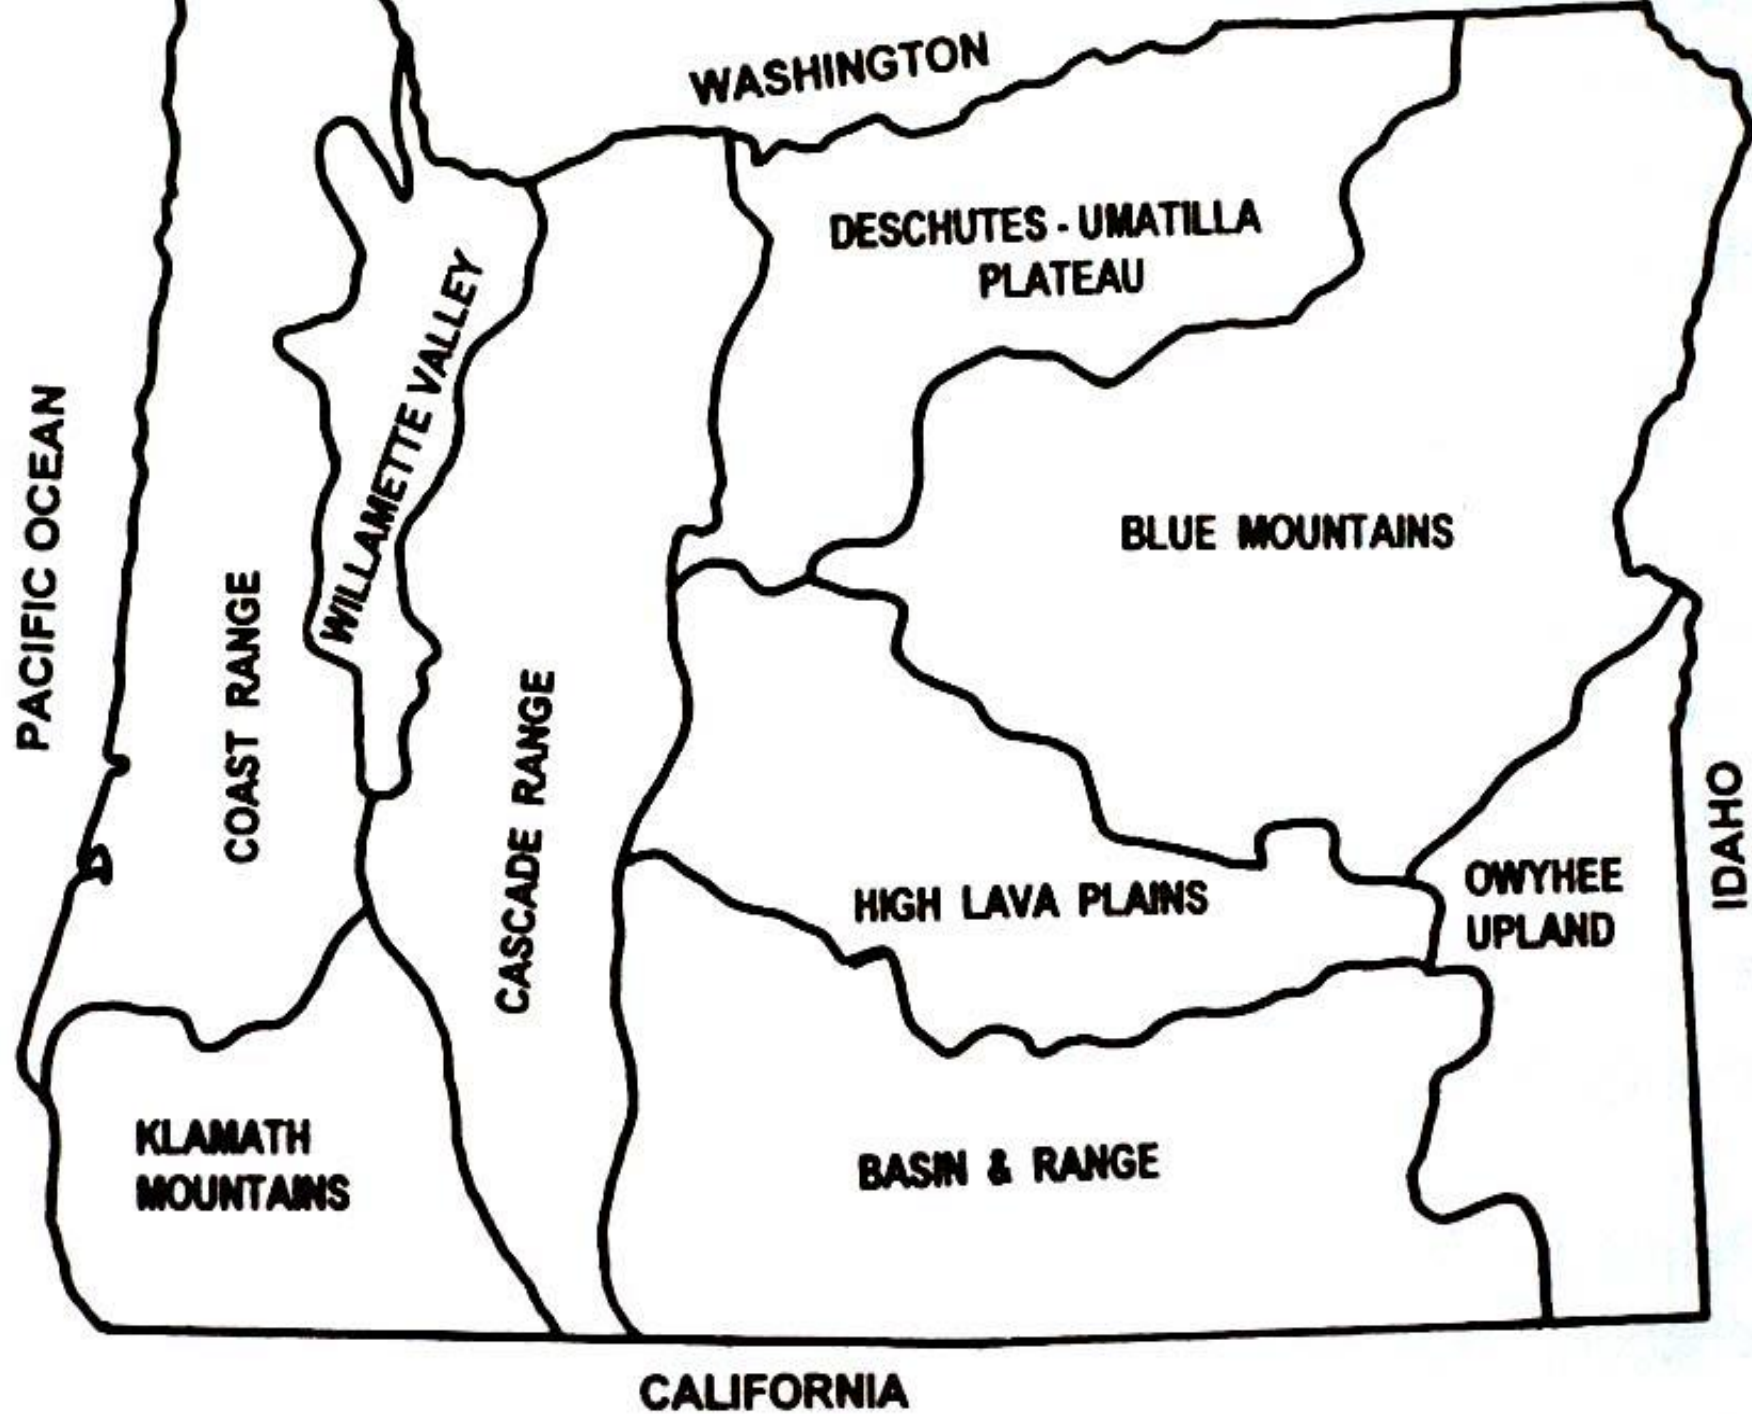 WASHINGTON
DESCHUTES - UMATILLA
PLATEAU
WILLAMETTE VALLEY
PACIFIC OCEAN
BLUE MOUNTAINS
COAST RANGE
CASCADE RANGE
IDAHO
HIGH LAVA PLAINS
OWYHEE
UPLAND
KLAMATH
MOUNTAINS
BASIN & RANGE
CALIFORNIA